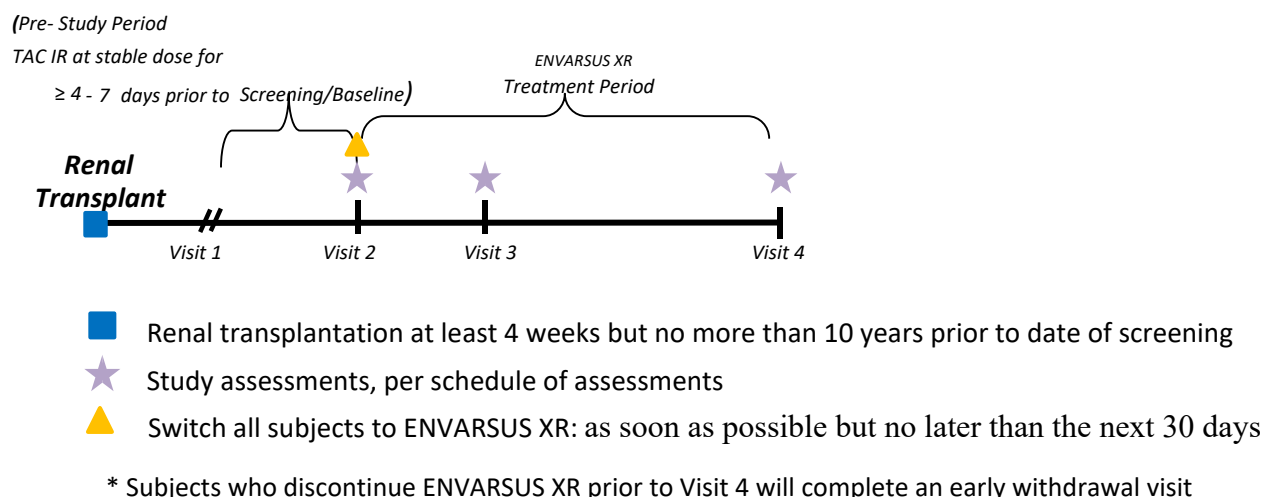 (Pre- Study Period
TAC IR at stable dose for
≥ 4 - 7 days prior to Screening/Baseline)
ENVARSUS XR
Treatment Period
Renal
Transplant
Visit 1 Visit 2 Visit 3 Visit 4
Renal transplantation at least 4 weeks but no more than 10 years prior to date of screening
Study assessments, per schedule of assessments
Switch all subjects to ENVARSUS XR: as soon as possible but no later than the next 30 days
* Subjects who discontinue ENVARSUS XR prior to Visit 4 will complete an early withdrawal visit